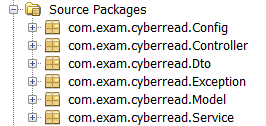 Source Packages
com.exam.cyberread.Config
com.exam.cyberread.Controller
com.exam.cyberread.Dto
com.exam.cyberread.Exception
com.exam.cyberread.Model
com.exam.cyberread.Service